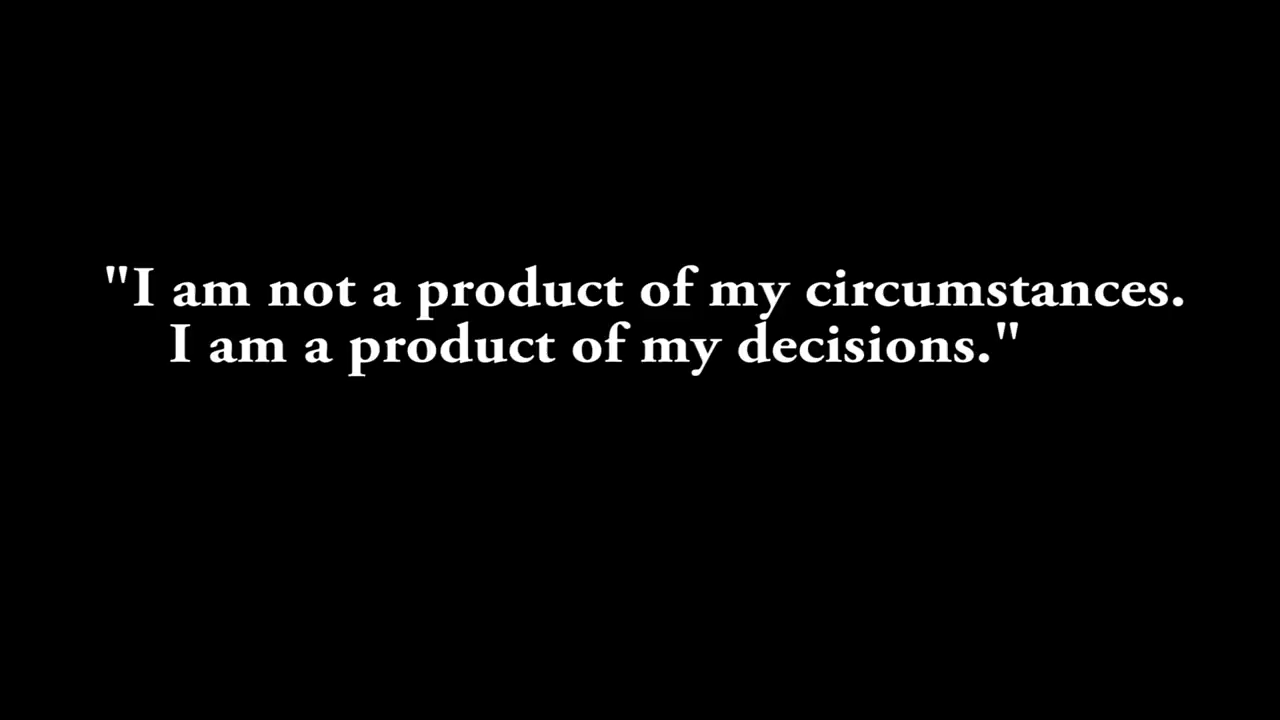 "I am not a product of my circumstances.
I am a product of my decisions."